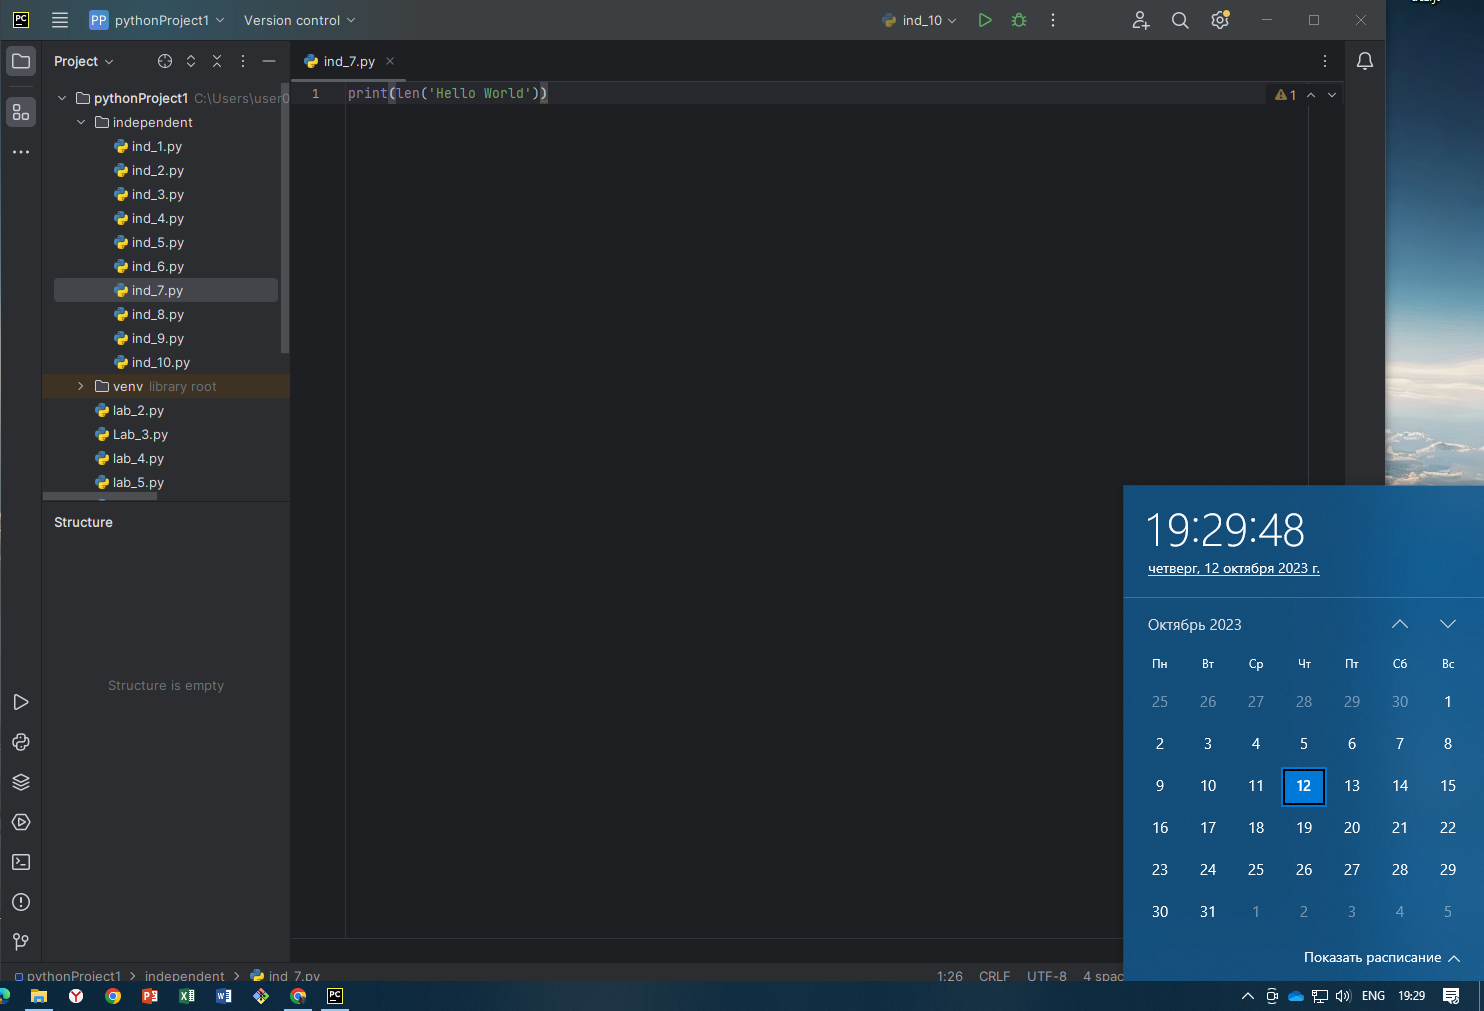 PC
PP pythonProject1 Version control ind_10
Project
ind_7.py
pythonProject1 C:\Users\user0
independent
ind_1.py
ind_2.py
ind_3.py
ind_4.py
ind_5.py
ind_6.py
ind_7.py
ind_8.py
ind_9.py
ind_10.py
venv library root
lab_2.py
Lab_3.py
lab_4.py
lab_5.py
1 print(len('Hello World'))
1
Structure
Structure is empty
19:29:48
четверг, 12 октября 2023 г.
Октябрь 2023
Пн Вт Ср Чт Пт Сб Вс
25 26 27 28 29 30 1
2 3 4 5 6 7 8
9 10 11 12 13 14 15
16 17 18 19 20 21 22
23 24 25 26 27 28 29
30 31 1 2 3 4 5
Показать расписание
pythonProject1 > independent > ind_7.py
1:26 CRLF UTF-8 4 spac
PC
ENG 19:29